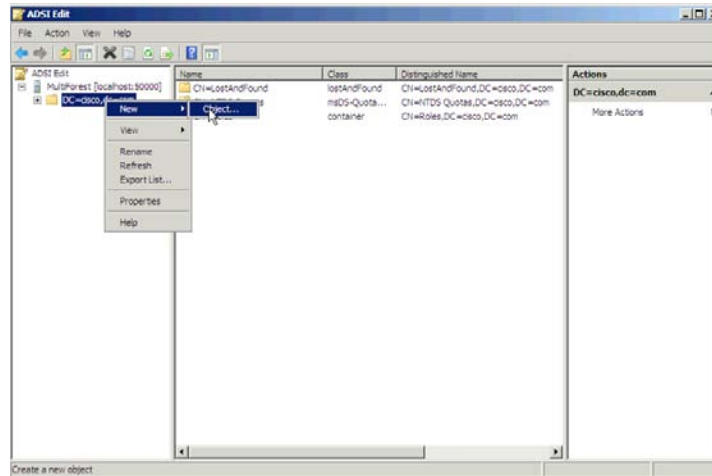 ADSI Edit
File Action View Help
ADSI Edit
MultiForest [localhost:50000]
DC=cisco,dc=com
New
View
Rename
Refresh
Export List...
Properties
Help
Object...
Name Class Distinguished Name
CN=LostAndFound lostAndFound CN=LostAndFound,DC=cisco,DC=com
msDS-Quota... CN=NTDS Quotas,DC=cisco,DC=com
container CN=Roles,DC=cisco,DC=com
Actions
DC=cisco,dc=com
More Actions
Create a new object